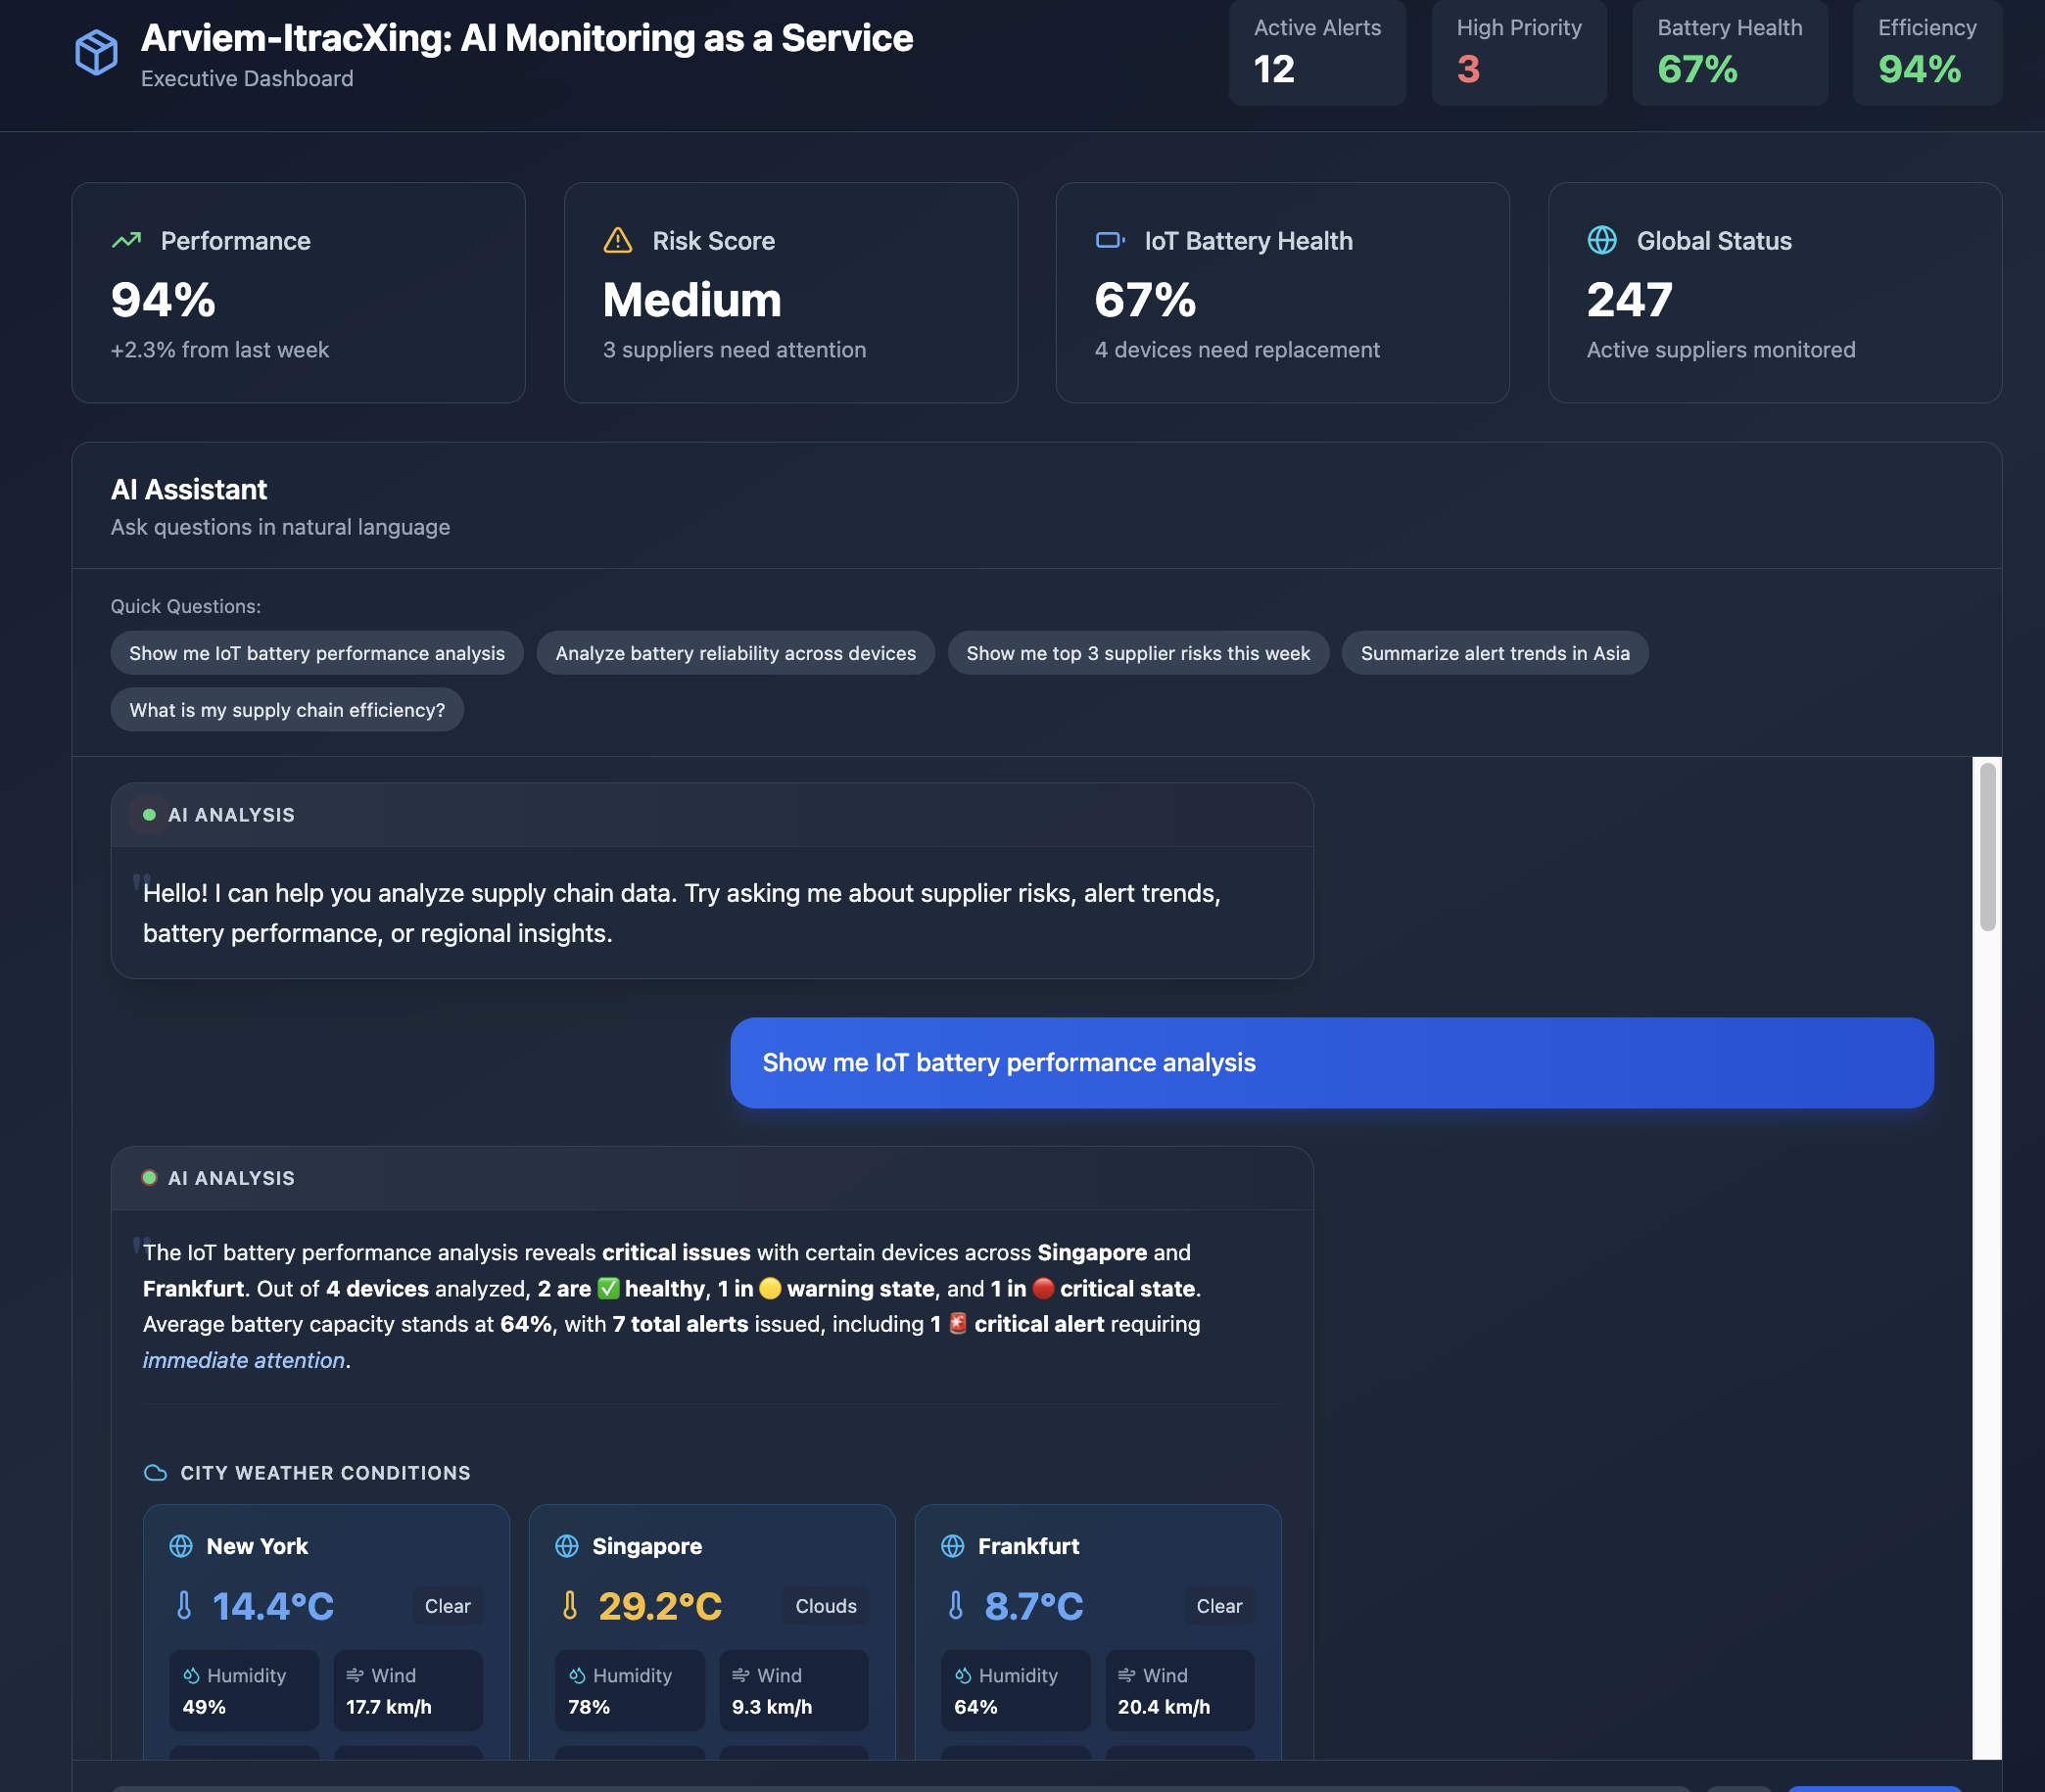 Arviem-ItracXing: AI Monitoring as a Service
Executive Dashboard
Active Alerts
12
High Priority
3
Battery Health
67%
Efficiency
94%
Performance
94%
+2.3% from last week
Risk Score
Medium
3 suppliers need attention
IoT Battery Health
67%
4 devices need replacement
Global Status
247
Active suppliers monitored
AI Assistant
Ask questions in natural language
Quick Questions:
Show me IoT battery performance analysis
Analyze battery reliability across devices
Show me top 3 supplier risks this week
Summarize alert trends in Asia
What is my supply chain efficiency?
AI ANALYSIS
"
Hello! I can help you analyze supply chain data. Try asking me about supplier risks, alert trends,
battery performance, or regional insights.
Show me IoT battery performance analysis
AI ANALYSIS
"
The IoT battery performance analysis reveals critical issues with certain devices across Singapore and
Frankfurt. Out of 4 devices analyzed, 2 are ✅ healthy, 1 in 🟡 warning state, and 1 in 🔴 critical state.
Average battery capacity stands at 64%, with 7 total alerts issued, including 1 🚨 critical alert requiring
immediate attention.
CITY WEATHER CONDITIONS
New York
14.4°C
Clear
Humidity
49%
Wind
17.7 km/h
Singapore
29.2°C
Clouds
Humidity
78%
Wind
9.3 km/h
Frankfurt
8.7°C
Clear
Humidity
64%
Wind
20.4 km/h